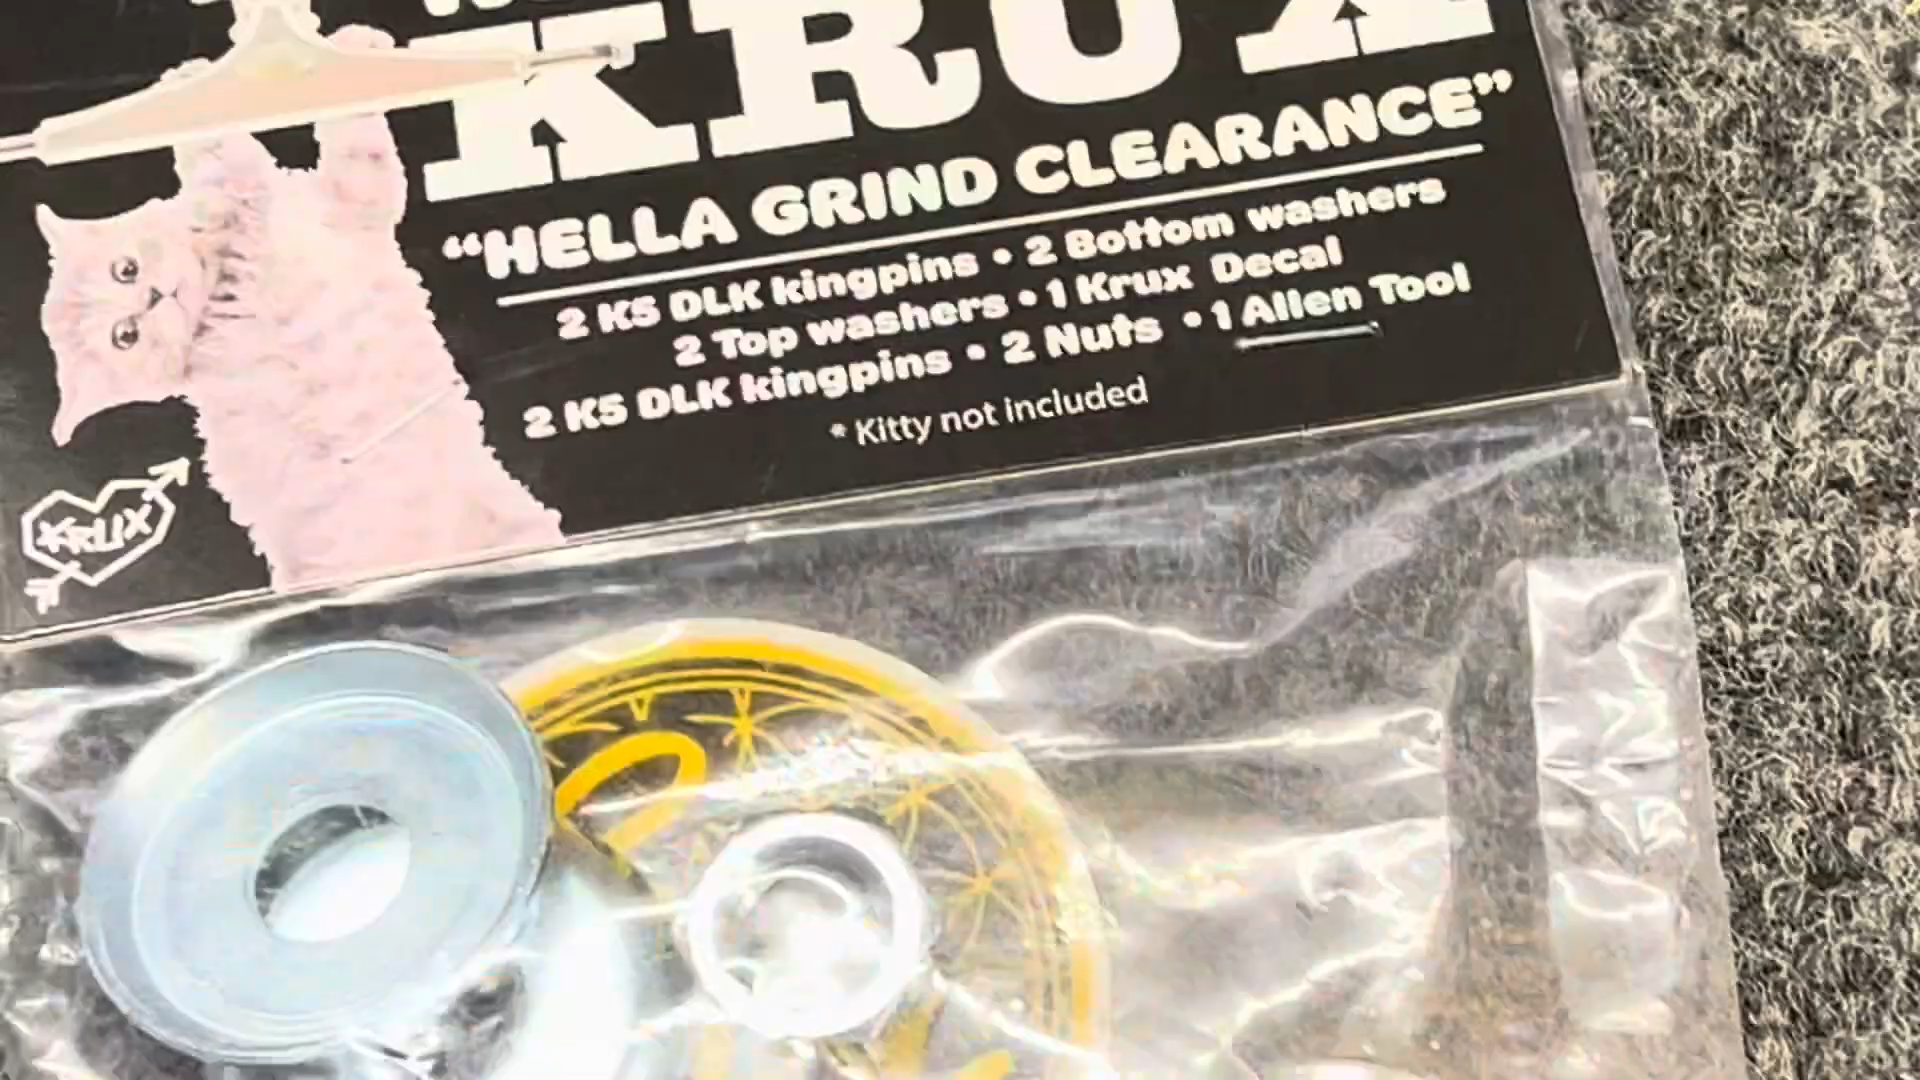 KRUX
“HELLA GRIND CLEARANCE”
2 K5 DLK kingpins • 2 Bottom washers
2 Top washers • 1 Krux Decal
2 K5 DLK kingpins • 2 Nuts • 1 Allen Tool
* Kitty not included
KRUX